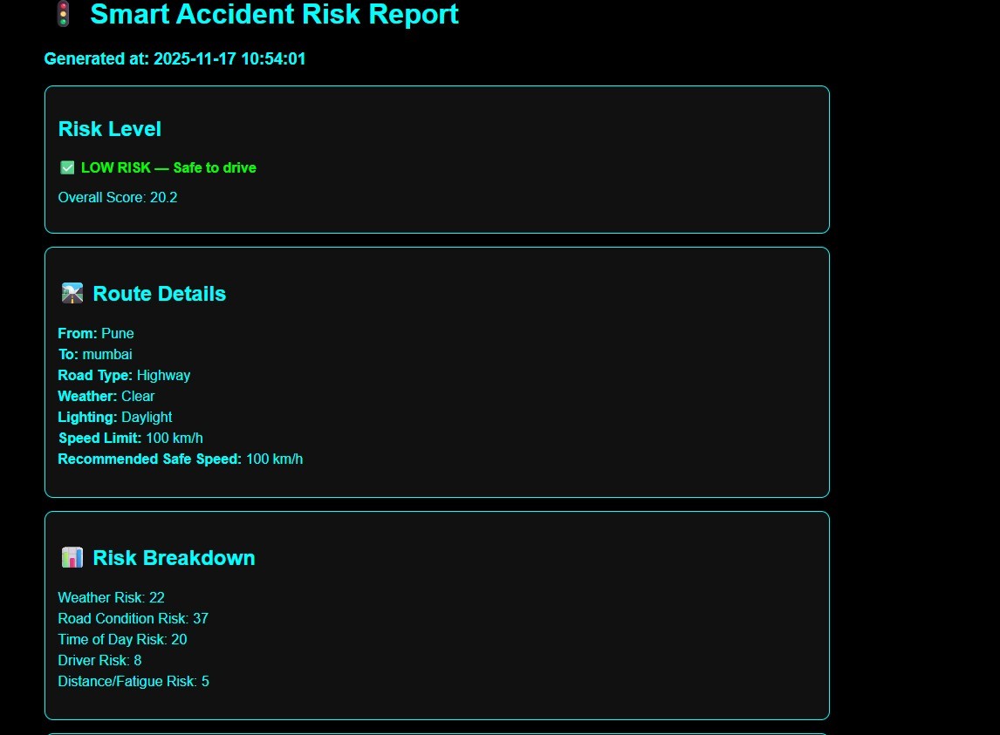 Smart Accident Risk Report
Generated at: 2025-11-17 10:54:01
Risk Level
LOW RISK — Safe to drive
Overall Score: 20.2
Route Details
From: Pune
To: mumbai
Road Type: Highway
Weather: Clear
Lighting: Daylight
Speed Limit: 100 km/h
Recommended Safe Speed: 100 km/h
Risk Breakdown
Weather Risk: 22
Road Condition Risk: 37
Time of Day Risk: 20
Driver Risk: 8
Distance/Fatigue Risk: 5